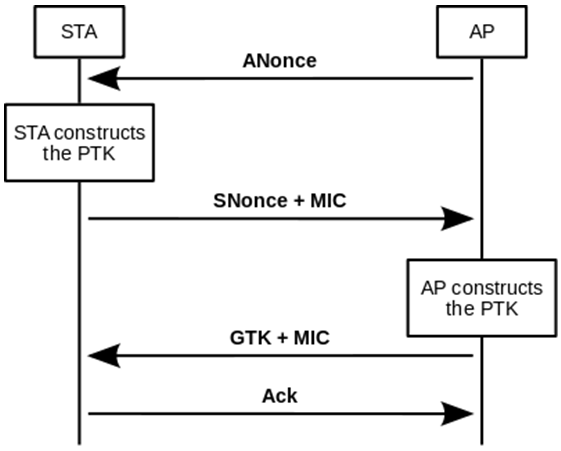 STA
AP
ANonce
STA constructs
the PTK
SNonce + MIC
AP constructs
the PTK
GTK + MIC
Ack